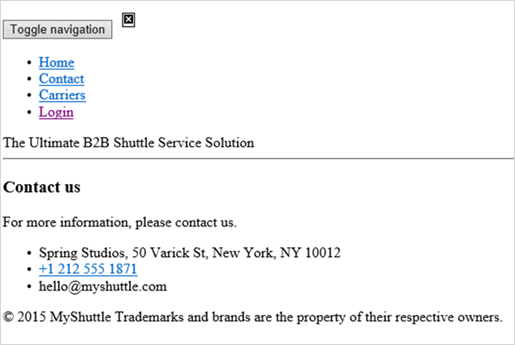 Toggle navigation
Home
Contact
Carriers
Login
The Ultimate B2B Shuttle Service Solution
Contact us
For more information, please contact us.
Spring Studios, 50 Varick St, New York, NY 10012
+1 212 555 1871
hello@myshuttle.com
© 2015 MyShuttle Trademarks and brands are the property of their respective owners.